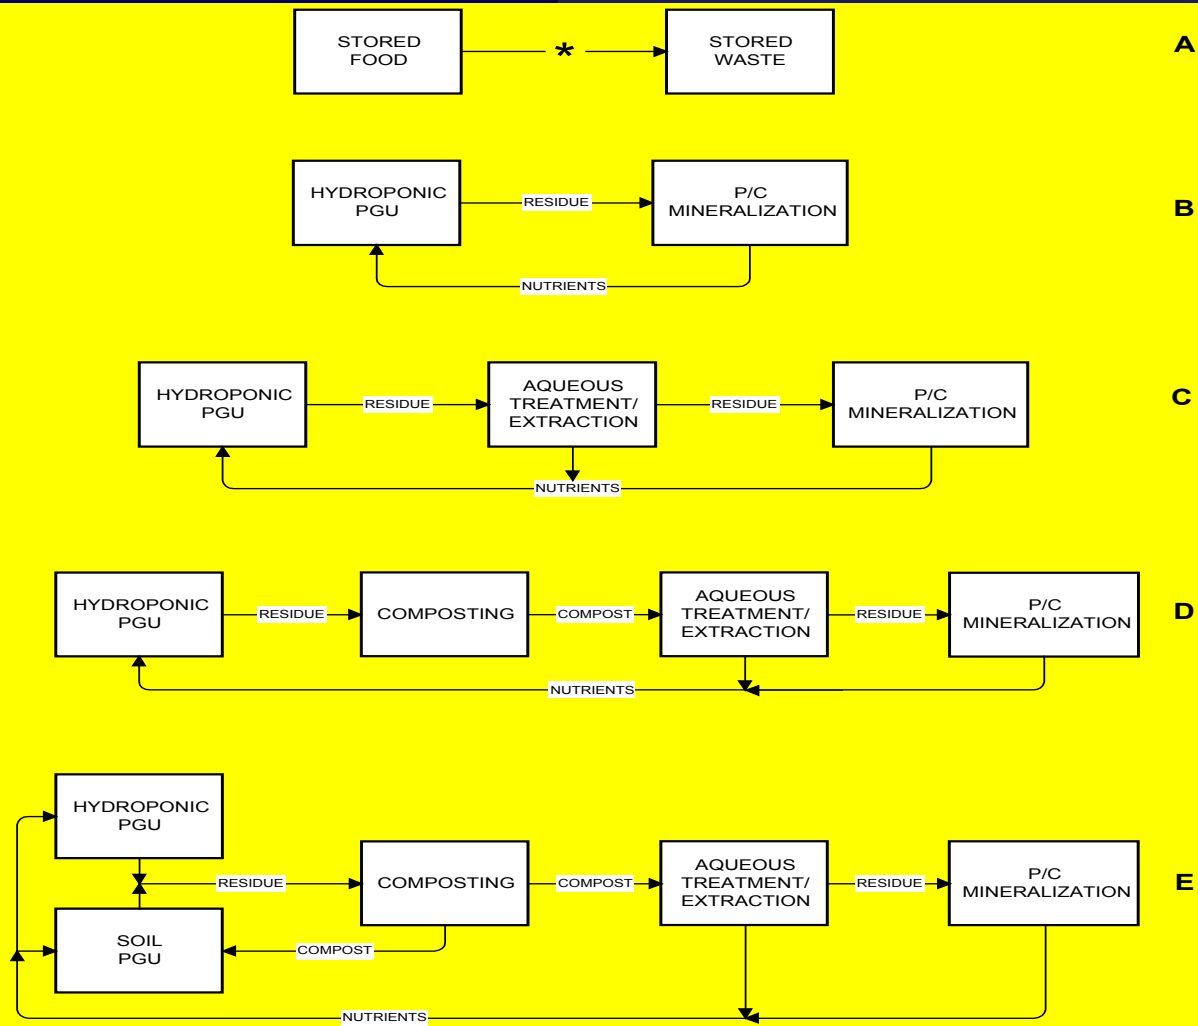 STORED
FOOD
*
STORED
WASTE
A
HYDROPONIC
PGU
RESIDUE
P/C
MINERALIZATION
B
NUTRIENTS
HYDROPONIC
PGU
RESIDUE
AQUEOUS
TREATMENT/
EXTRACTION
RESIDUE
P/C
MINERALIZATION
C
NUTRIENTS
HYDROPONIC
PGU
RESIDUE
COMPOSTING
COMPOST
AQUEOUS
TREATMENT/
EXTRACTION
RESIDUE
P/C
MINERALIZATION
D
NUTRIENTS
HYDROPONIC
PGU
RESIDUE
COMPOSTING
COMPOST
AQUEOUS
TREATMENT/
EXTRACTION
RESIDUE
P/C
MINERALIZATION
E
SOIL
PGU
COMPOST
NUTRIENTS